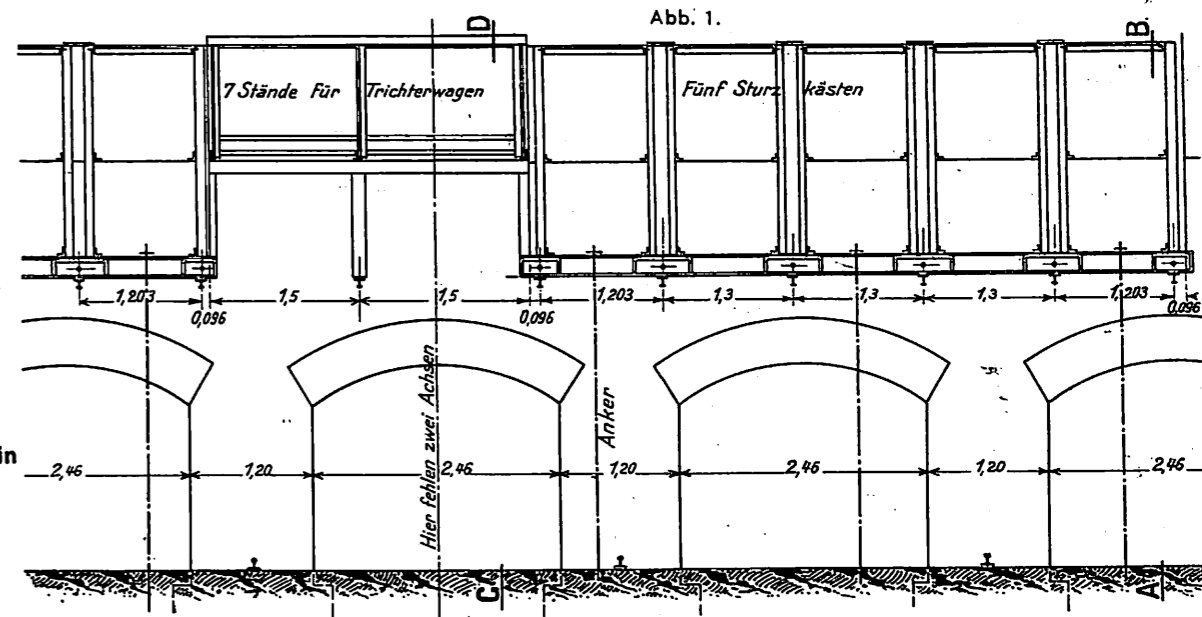 Abb. 1.
D
B
7 Stände Für Trichterwagen
Fünf Sturzkästen
1,203
0,096
1,5
1,5
0,096
1,203
1,3
1,3
1,3
1,203
0,096
Hier fehlen zwei Achsen
Anker
in
2,46
1,20
2,46
1,20
2,46
1,20
2,46
C
A